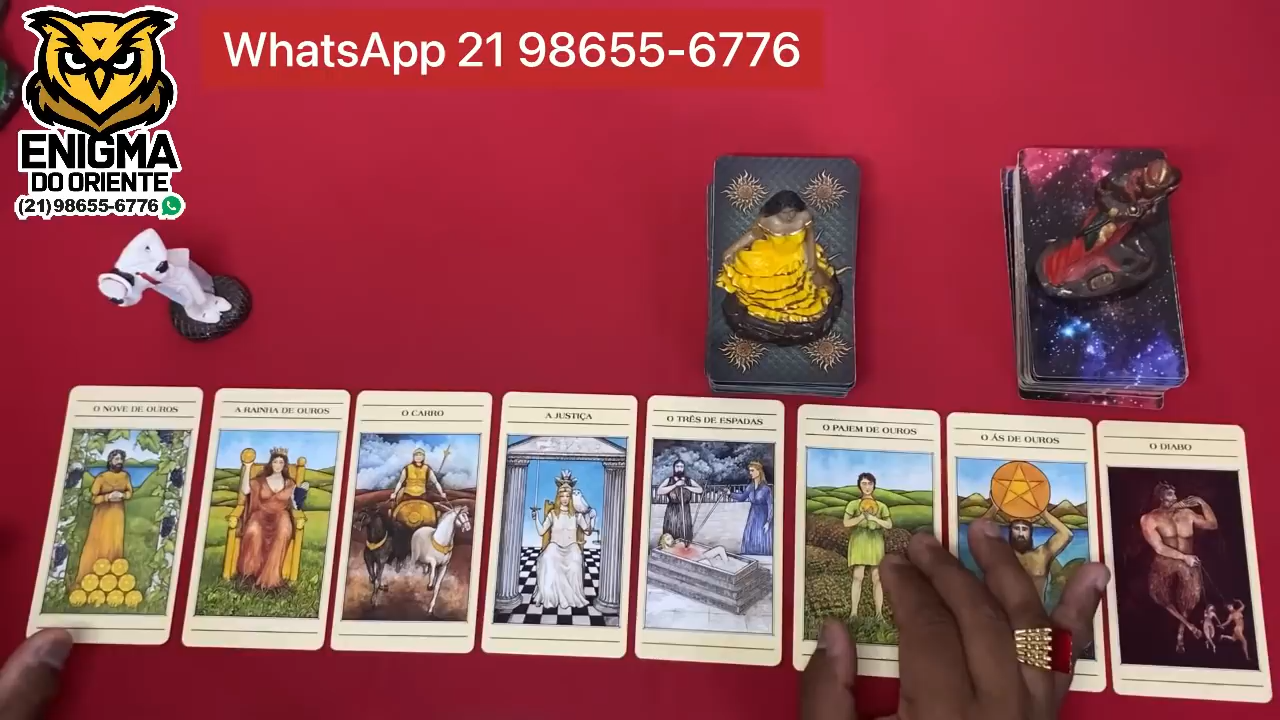 WhatsApp 21 98655-6776
ENIGMA
DO ORIENTE
(21)98655-6776
O NOVE DE OUROS
A RAINHA DE OUROS
O CARRO
A JUSTIÇA
O TRÊS DE ESPADAS
O PAJEM DE OUROS
O ÁS DE OUROS
O DIABO